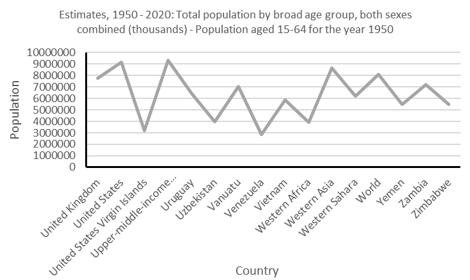 Estimates, 1950 - 2020: Total population by broad age group, both sexes
combined (thousands) - Population aged 15-64 for the year 1950
Population
10000000
9000000
8000000
7000000
6000000
5000000
4000000
3000000
2000000
1000000
0
United Kingdom
United States
United States Virgin Islands
Upper-middle-income...
Uruguay
Uzbekistan
Vanuatu
Venezuela
Vietnam
Western Africa
Western Asia
Western Sahara
World
Yemen
Zambia
Zimbabwe
Country